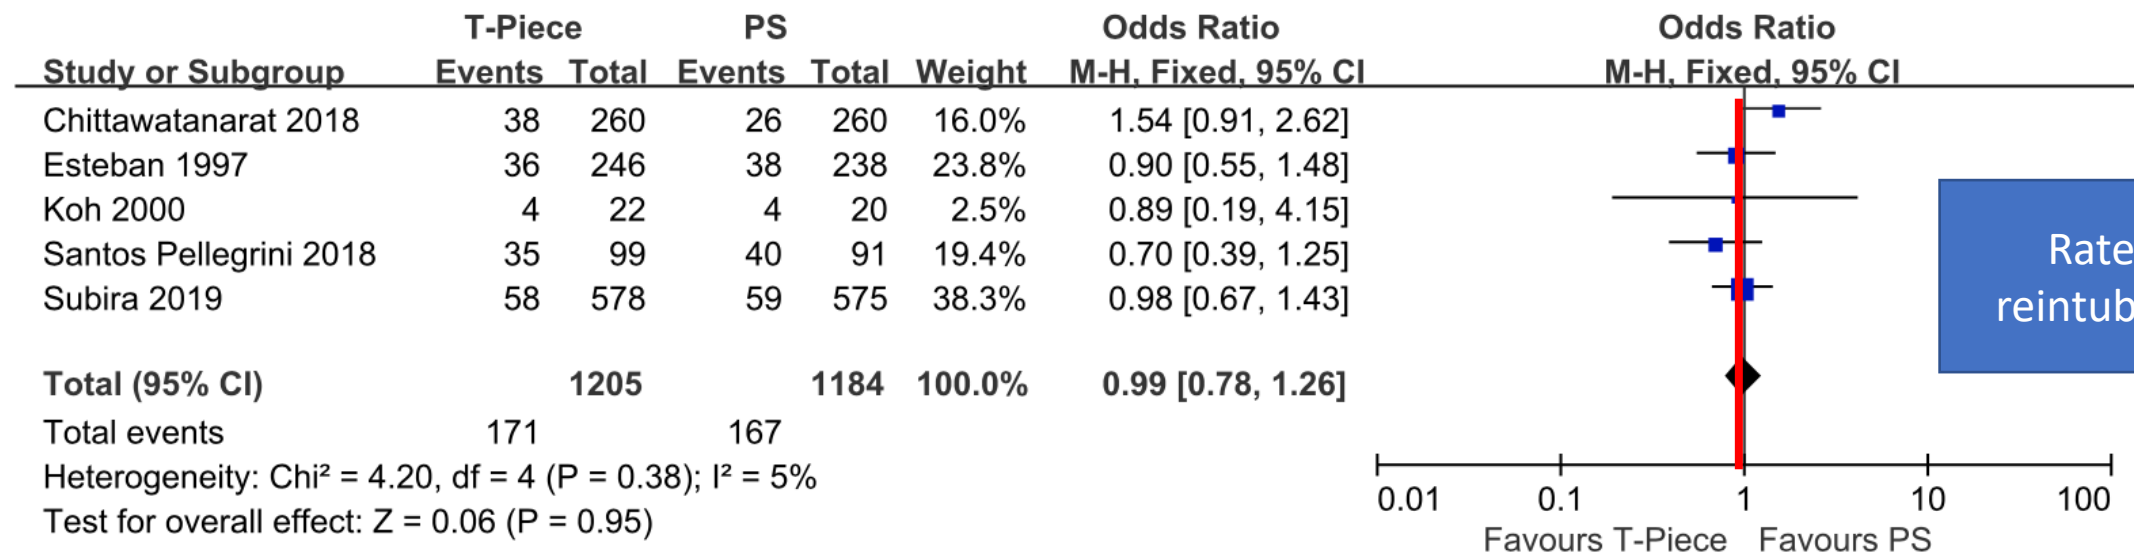 T-Piece PS Odds Ratio Odds Ratio
Study or Subgroup Events Total Events Total Weight M-H, Fixed, 95% CI M-H, Fixed, 95% CI
Chittawatanarat 2018 38 260 26 260 16.0% 1.54 [0.91, 2.62]
Esteban 1997 36 246 38 238 23.8% 0.90 [0.55, 1.48]
Koh 2000 4 22 4 20 2.5% 0.89 [0.19, 4.15]
Santos Pellegrini 2018 35 99 40 91 19.4% 0.70 [0.39, 1.25]
Subira 2019 58 578 59 575 38.3% 0.98 [0.67, 1.43]
Rate
reintub
Total (95% CI) 1205 1184 100.0% 0.99 [0.78, 1.26]
Total events 171 167
Heterogeneity: Chi² = 4.20, df = 4 (P = 0.38); I² = 5%
Test for overall effect: Z = 0.06 (P = 0.95)
0.01 0.1 1 10 100
Favours T-Piece Favours PS